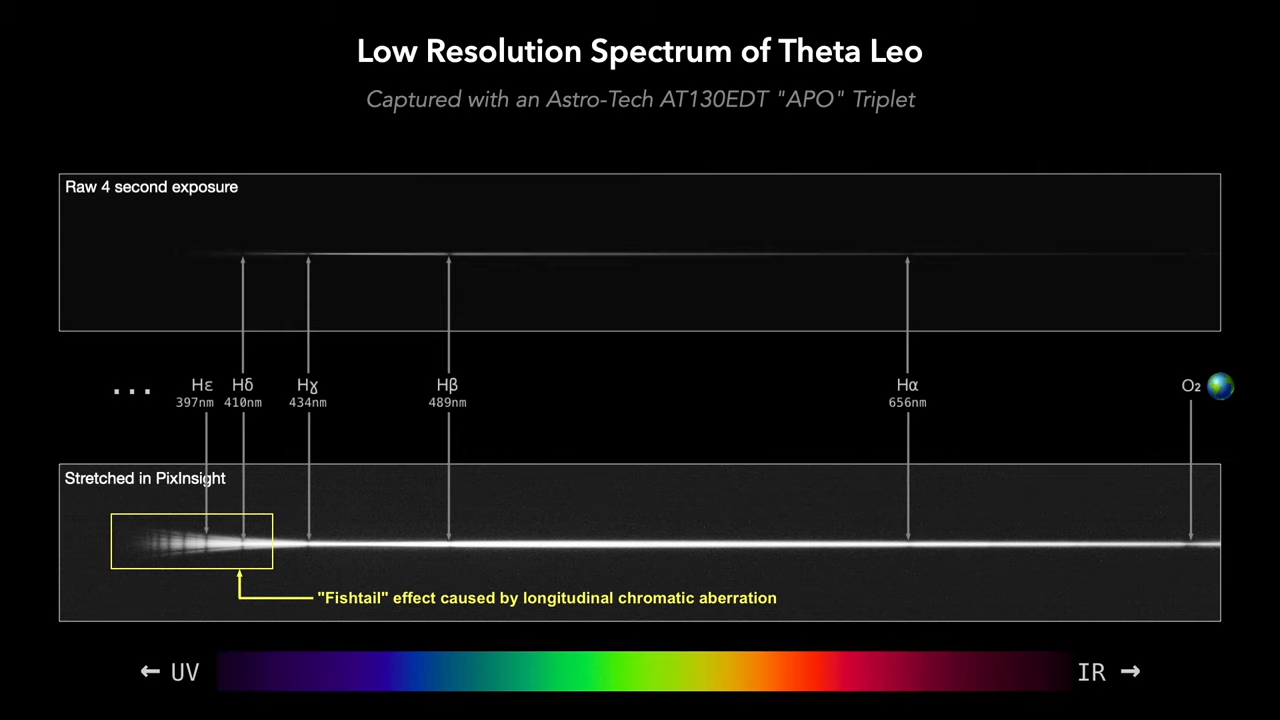 Low Resolution Spectrum of Theta Leo
Captured with an Astro-Tech AT130EDT "APO" Triplet
Raw 4 second exposure
... Hε Hδ Hɣ Hβ Hα O₂
397nm 410nm 434nm 489nm 656nm
Stretched in PixInsight
"Fishtail" effect caused by longitudinal chromatic aberration
← UV IR →